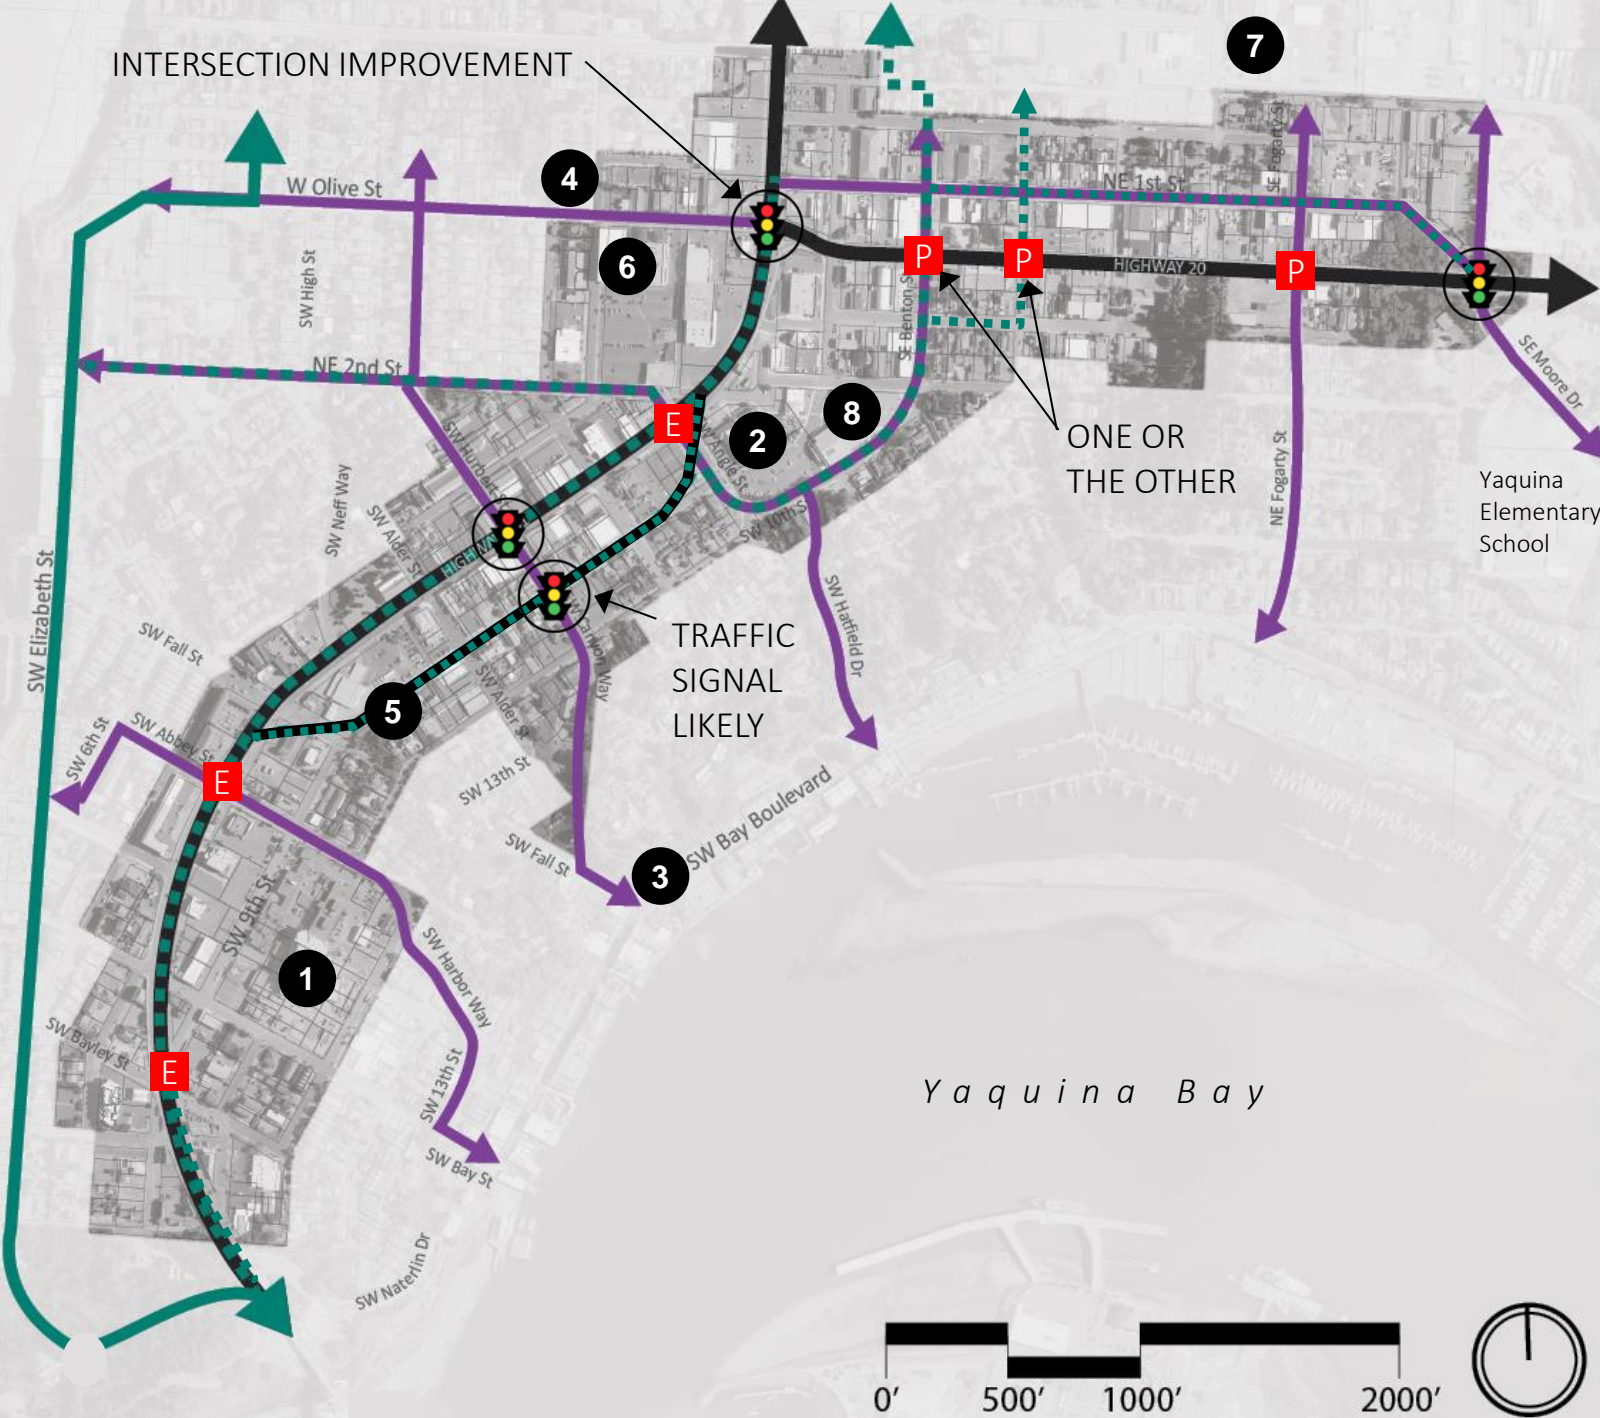 7
INTERSECTION IMPROVEMENT
4
W Olive St
NE 1st St
SE Fogarty St
6
P
P
P
HIGHWAY 20
SW High St
SE Benton St
NE 2nd St
SE Moore Dr
E
2
8
ONE OR
THE OTHER
SW Hurbert
SW Angle St
SW 10th St
NE Fogarty St
Yaquina
Elementary
School
SW Neff Way
SW Alder St
SW Elizabeth St
SW Hatfield Dr
SW Fall St
TRAFFIC
SIGNAL
LIKELY
Canyon Way
SW Alder St
5
SW 6th St
SW Abbey St
E
SW 13th St
SW Bay Boulevard
SW Fall St
3
SW 9th St
SW Harbor Way
1
SW Bayley St
E
SW 13th St
Yaquina Bay
SW Bay St
SW Naterlin Dr
0'
500'
1000'
2000'